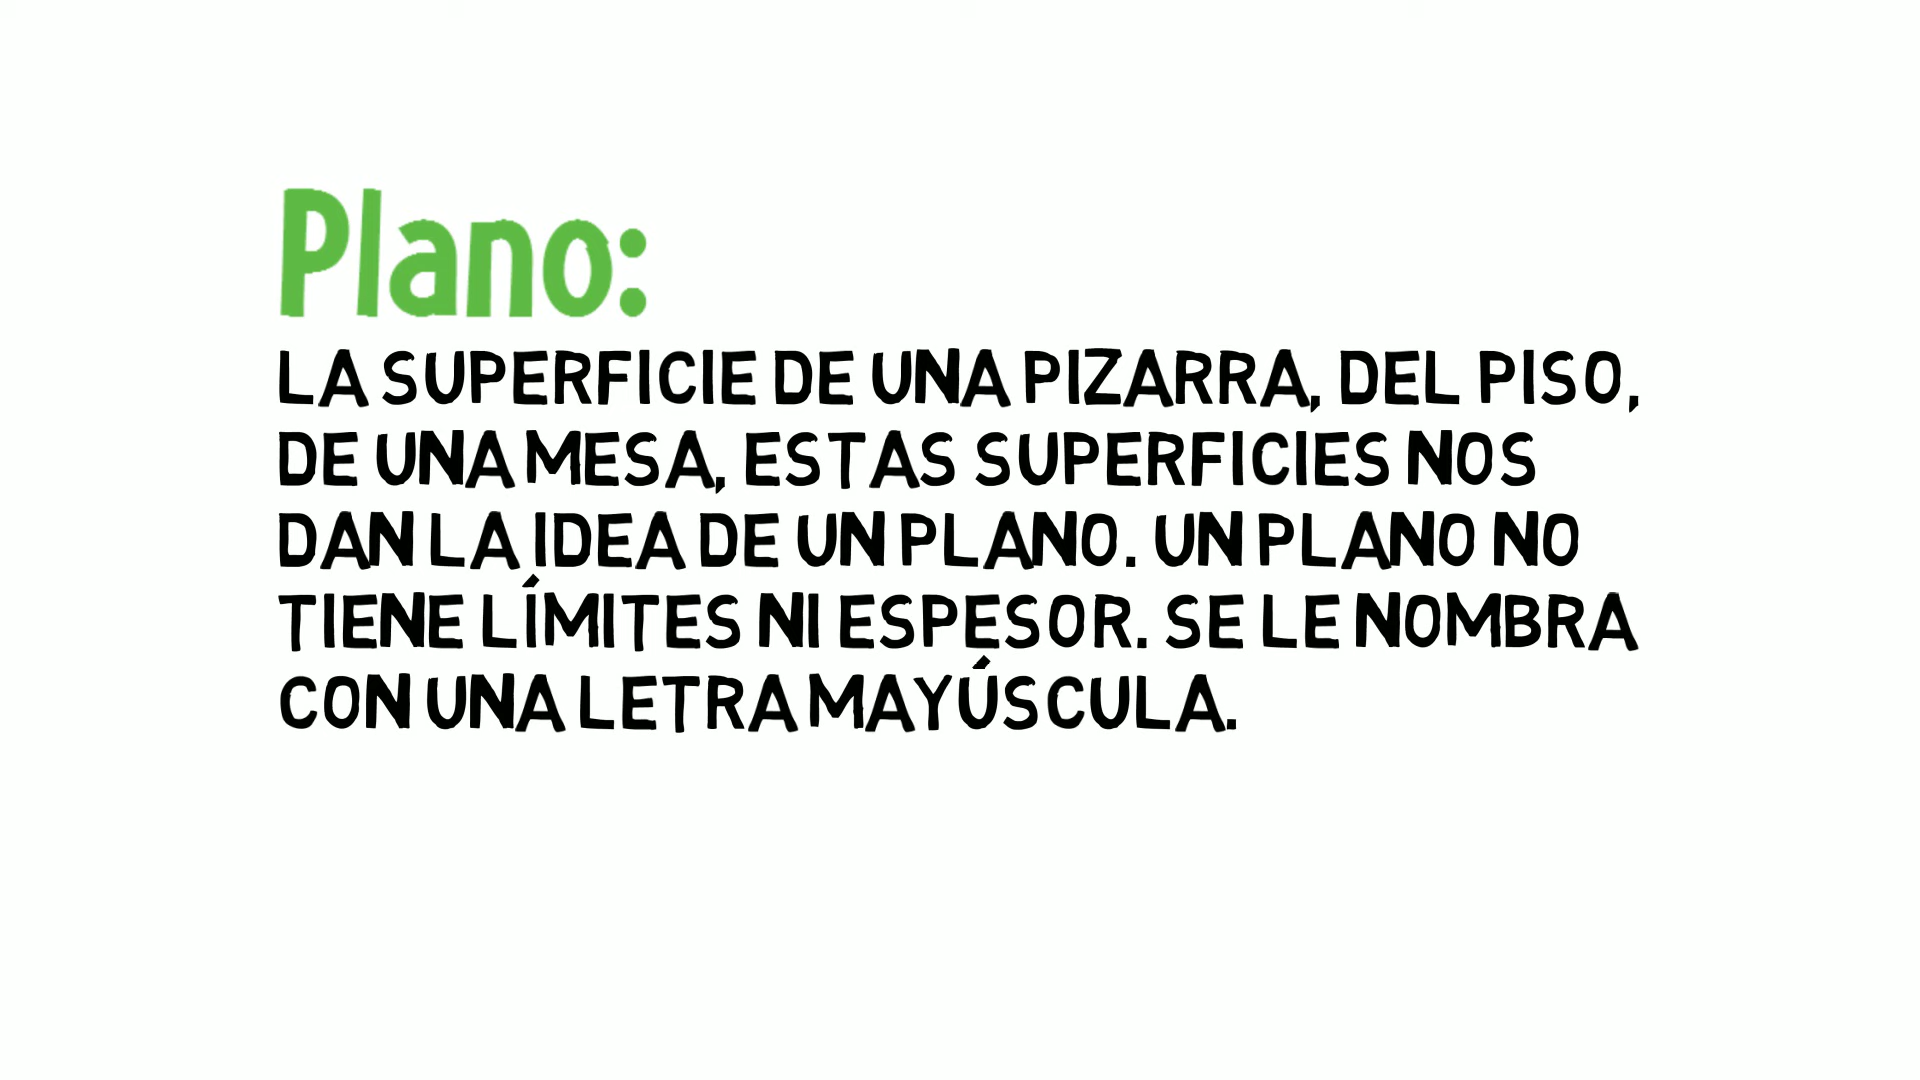 Plano:
LA SUPERFICIE DE UNA PIZARRA, DEL PISO,
DE UNA MESA, ESTAS SUPERFICIES NOS
DAN LA IDEA DE UN PLANO. UN PLANO NO
TIENE LÍMITES NI ESPESOR. SE LE NOMBRA
CON UNA LETRA MAYÚSCULA.